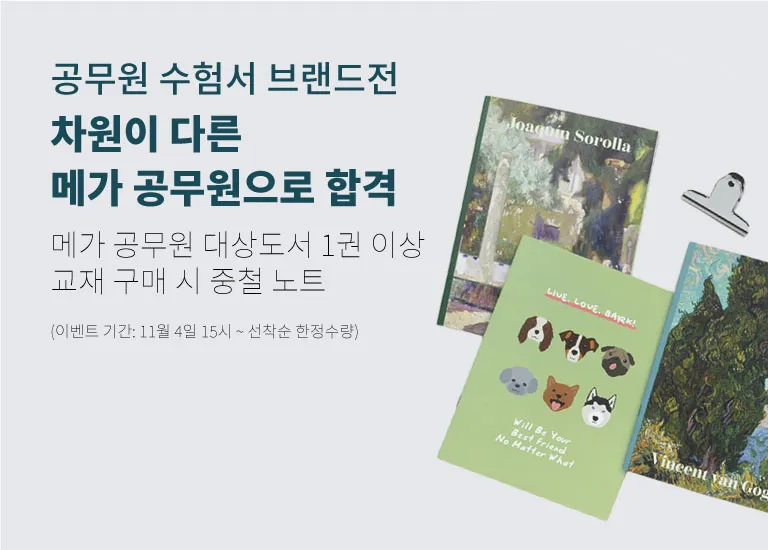 공무원 수험서 브랜드전
차원이 다른
메가 공무원으로 합격
메가 공무원 대상도서 1권 이상
교재 구매 시 중철 노트
(이벤트 기간: 11월 4일 15시 ~ 선착순 한정수량)
Joaquín Sorolla
LIVE. LOVE. BARK!
Will Be Your
Best friend
No Matter What
Vincent van Gog